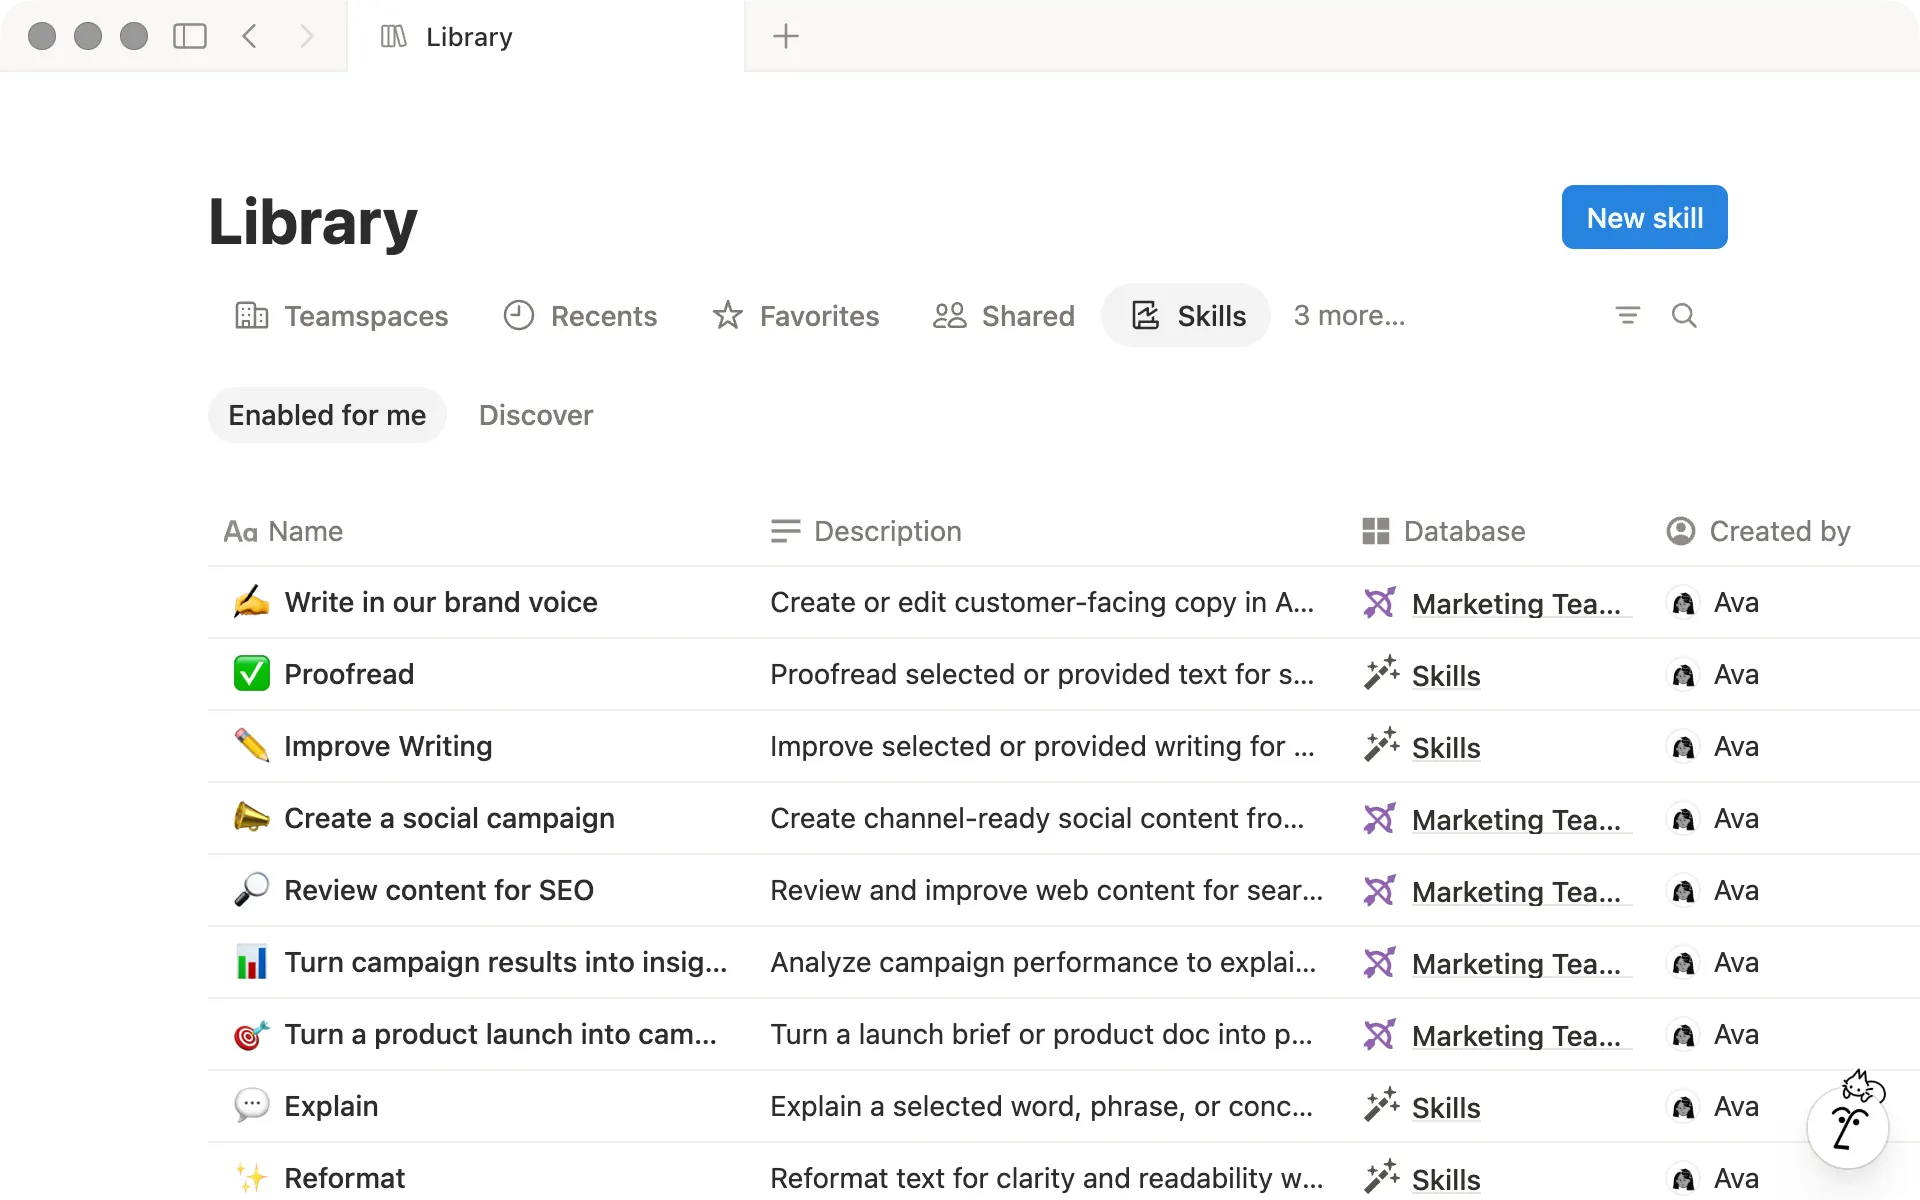 Library
Library
New skill
Teamspaces Recents Favorites Shared Skills 3 more...
Enabled for me Discover
Aa Name Description Database Created by
Write in our brand voice Create or edit customer-facing copy in A... Marketing Tea... Ava
Proofread Proofread selected or provided text for s... Skills Ava
Improve Writing Improve selected or provided writing for ... Skills Ava
Create a social campaign Create channel-ready social content fro... Marketing Tea... Ava
Review content for SEO Review and improve web content for sear... Marketing Tea... Ava
Turn campaign results into insig... Analyze campaign performance to explai... Marketing Tea... Ava
Turn a product launch into cam... Turn a launch brief or product doc into p... Marketing Tea... Ava
Explain Explain a selected word, phrase, or conc... Skills Ava
Reformat Reformat text for clarity and readability w... Skills Ava